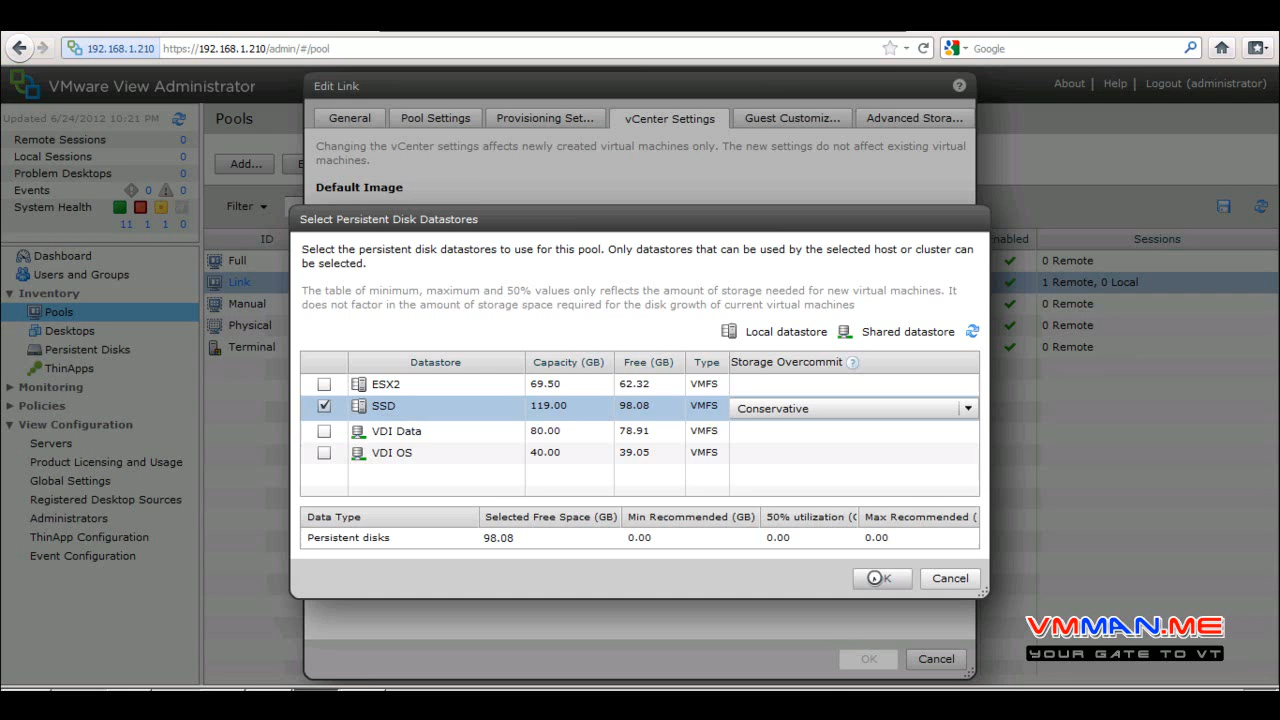 192.168.1.210
https://192.168.1.210/admin/#/pool
Google
VMware View Administrator
About | Help | Logout (administrator)
Updated 6/24/2012 10:21 PM
Remote Sessions 0
Local Sessions 0
Problem Desktops 0
Events 0 0
System Health
11 1 1 0
Dashboard
Users and Groups
Inventory
Pools
Desktops
Persistent Disks
ThinApps
Monitoring
Policies
View Configuration
Servers
Product Licensing and Usage
Global Settings
Registered Desktop Sources
Administrators
ThinApp Configuration
Event Configuration
Pools
Add...
Filter
ID
Full
Link
Manual
Physical
Terminal
Sessions
0 Remote
1 Remote, 0 Local
0 Remote
0 Remote
0 Remote
Edit Link
General
Pool Settings
Provisioning Set...
vCenter Settings
Guest Customiz...
Advanced Stora...
Changing the vCenter settings affects newly created virtual machines only. The new settings do not affect existing virtual
machines.
Default Image
Select Persistent Disk Datastores
Select the persistent disk datastores to use for this pool. Only datastores that can be used by the selected host or cluster can
be selected.
The table of minimum, maximum and 50% values only reflects the amount of storage needed for new virtual machines. It
does not factor in the amount of storage space required for the disk growth of current virtual machines
Local datastore Shared datastore
Datastore Capacity (GB) Free (GB) Type Storage Overcommit ?
ESX2 69.50 62.32 VMFS
SSD 119.00 98.08 VMFS Conservative
VDI Data 80.00 78.91 VMFS
VDI OS 40.00 39.05 VMFS
Data Type Selected Free Space (GB) Min Recommended (GB) 50% utilization (G Max Recommended (
Persistent disks 98.08 0.00 0.00 0.00
OK
Cancel
OK
Cancel
VMMAN.ME
YOUR GATE TO VT